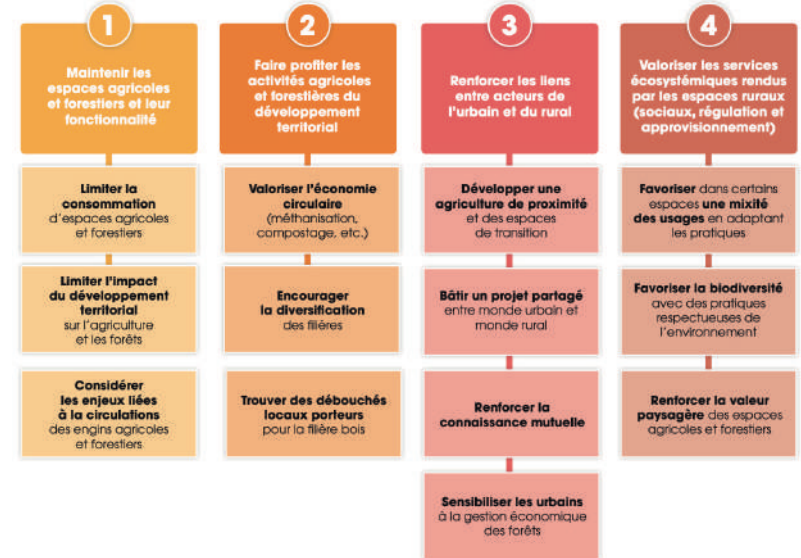 1
Maintenir les
espaces agricoles
et forestiers et leur
fonctionnalité
Limiter la
consommation
d'espaces agricoles
et forestiers
Limiter l'impact
du développement
territorial
sur l'agriculture
et les forêts
Considérer
les enjeux liées
à la circulations
des engins agricoles
et forestiers
2
Faire profiter les
activités agricoles
et forestières du
développement
territorial
Valoriser l'économie
circulaire
(méthanisation,
compostage, etc.)
Encourager
la diversification
des filières
Trouver des débouchés
locaux porteurs
pour la filière bois
3
Renforcer les liens
entre acteurs de
l'urbain et du rural
Développer une
agriculture de proximité
et des espaces
de transition
Bâtir un projet partagé
entre monde urbain et
monde rural
Renforcer la
connaissance mutuelle
Sensibiliser les urbains
à la gestion économique
des forêts
4
Valoriser les services
écosystémiques rendus
par les espaces ruraux
(sociaux, régulation et
approvisionnement)
Favoriser dans certains
espaces une mixité
des usages en adaptant
les pratiques
Favoriser la biodiversité
avec des pratiques
respectueuses de
l'environnement
Renforcer la valeur
paysagère des espaces
agricoles et forestiers